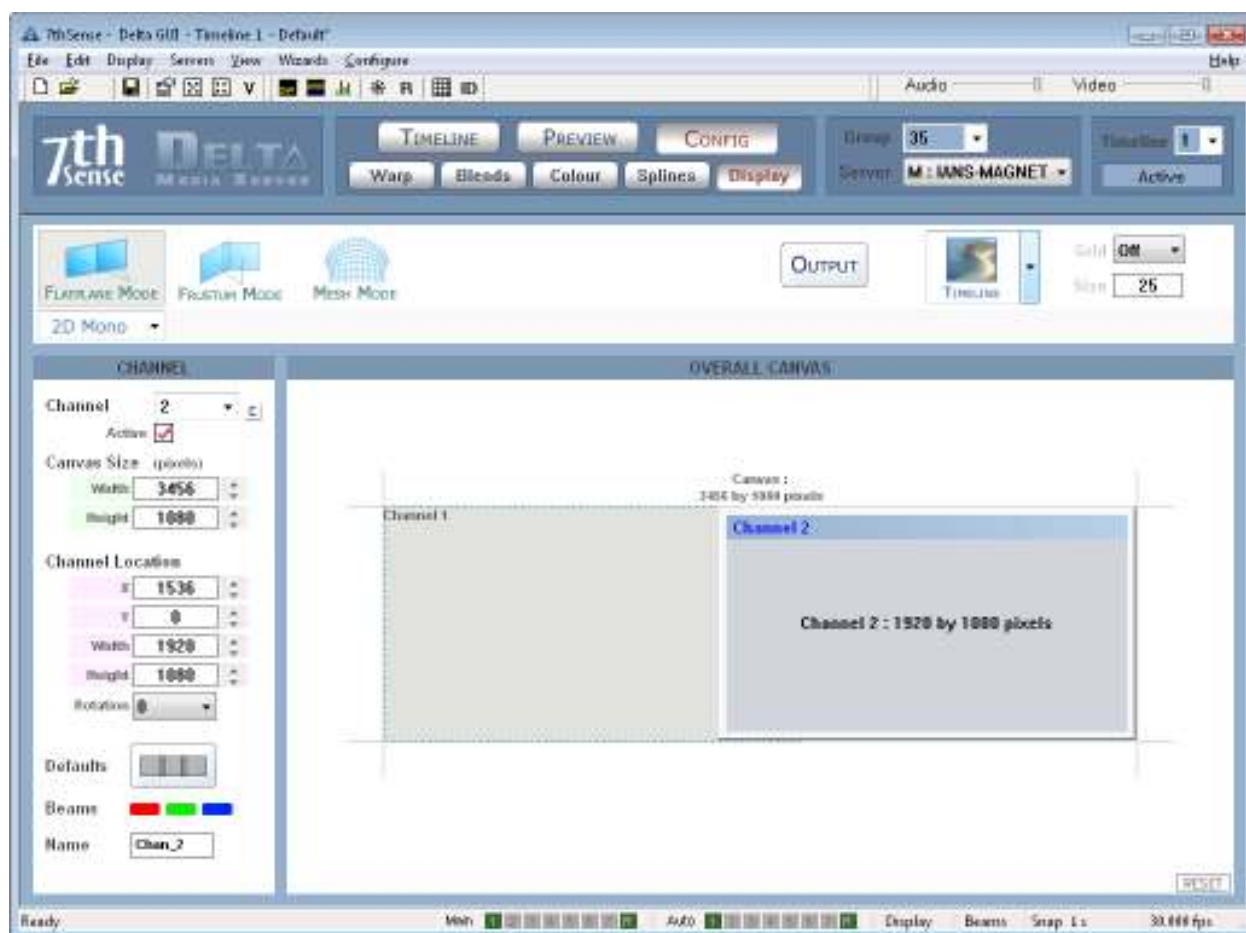 7thSense - Delta GUI - Timeline 1 - Default*
File Edit Display Servers View Wizards Configure Help
V R ID Audio Video
7th Sense DELTA MEDIA SERVER
TIMELINE PREVIEW CONFIG
Warp Blends Colour Splines Display
Group 35
Server M : IANS-MAGNET
Timeline 1
Active
FLATPLANE MODE FRUSTUM MODE MESH MODE
OUTPUT
TIMELINE
Grid Off
Size 25
2D Mono
CHANNEL
OVERALL CANVAS
Channel 2
Active
Canvas Size (pixels)
Width 3456
Height 1080
Channel Location
X 1536
Y 0
Width 1920
Height 1080
Rotation 0
Defaults
Beams
Name Chan_2
Canvas :
3456 by 1080 pixels
Channel 1
Channel 2
Channel 2 : 1920 by 1080 pixels
RESET
Ready Main Auto Display Beams Snap 1s 30.000 fps